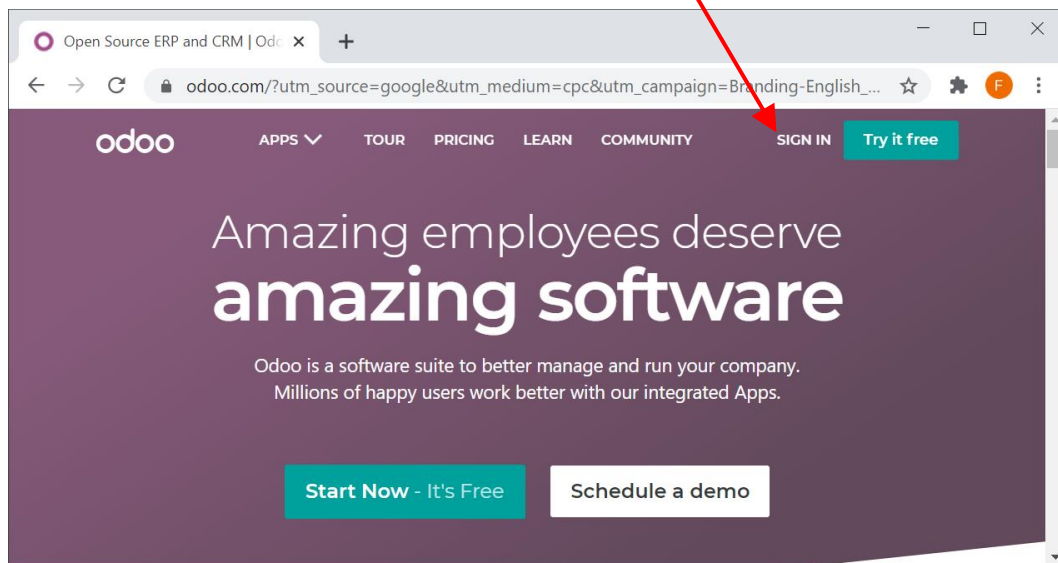 Open Source ERP and CRM | Odo
odoo.com/?utm_source=google&utm_medium=cpc&utm_campaign=Branding-English_...
F
odoo APPS TOUR PRICING LEARN COMMUNITY SIGN IN Try it free
Amazing employees deserve
amazing software
Odoo is a software suite to better manage and run your company.
Millions of happy users work better with our integrated Apps.
Start Now - It's Free Schedule a demo